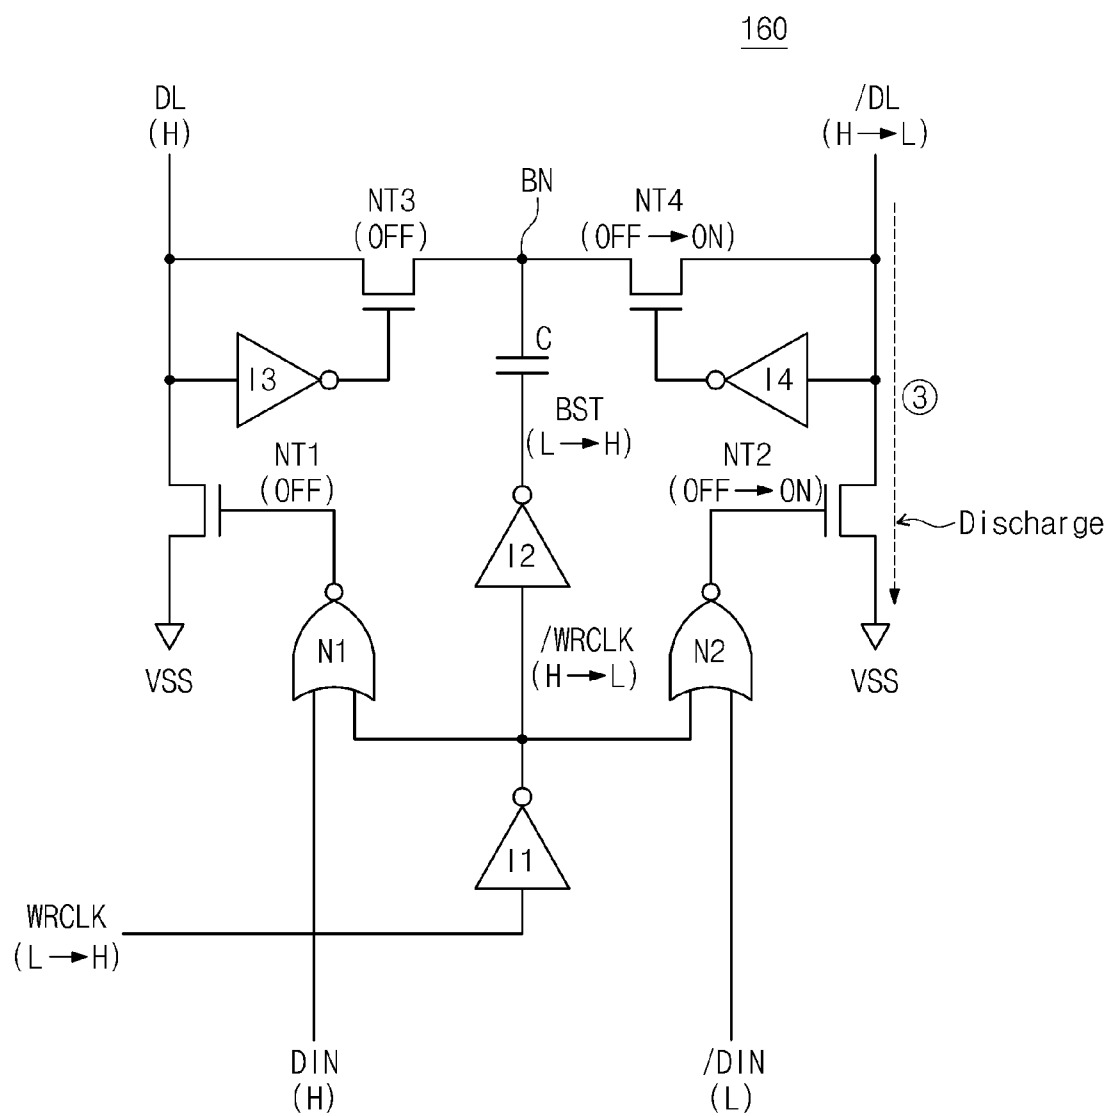 160
DL
(H)
/DL
(H→L)
BN
NT3
(OFF)
NT4
(OFF→ON)
C
I3
I4
③
BST
(L→H)
NT1
(OFF)
NT2
(OFF→ON)
Discharge
I2
/WRCLK
(H→L)
N1
N2
VSS
VSS
I1
WRCLK
(L→H)
DIN
(H)
/DIN
(L)